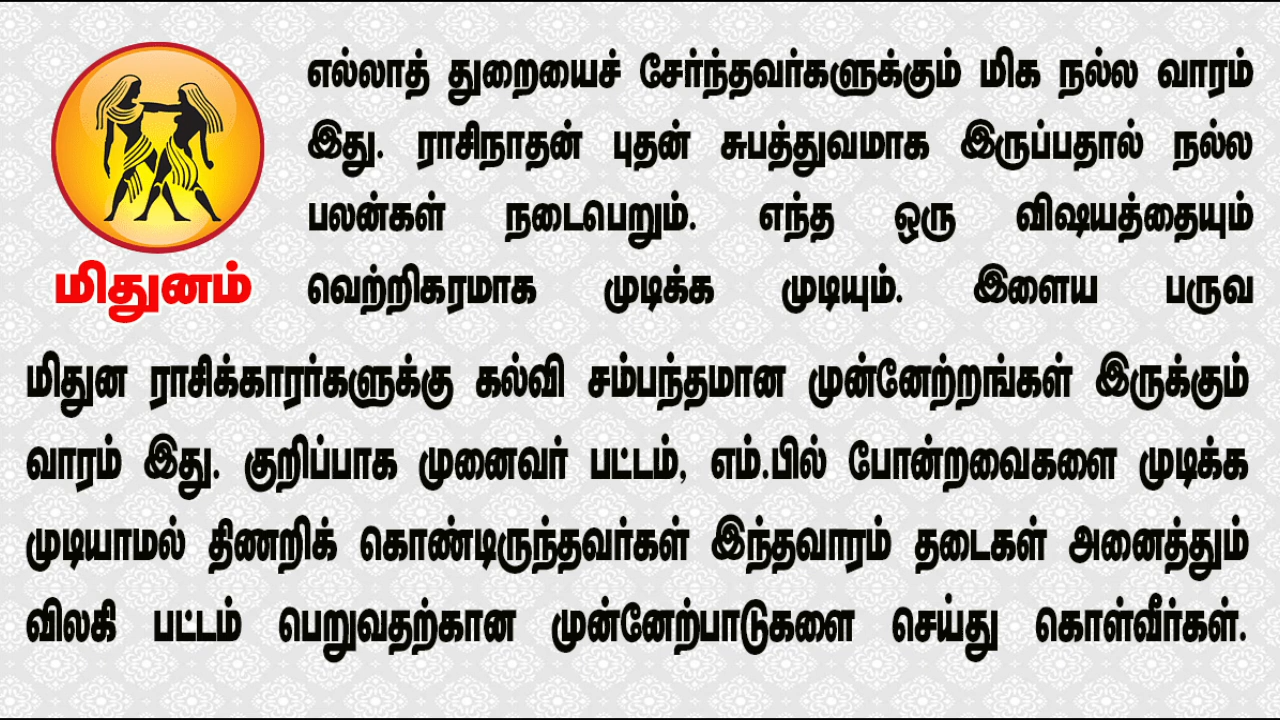 எல்லாத் துறையைச் சேர்ந்தவர்களுக்கும் மிக நல்ல வாரம்
இது. ராசிநாதன் புதன் சுபத்துவமாக இருப்பதால் நல்ல
பலன்கள் நடைபெறும். எந்த ஒரு விஷயத்தையும்
வெற்றிகரமாக முடிக்க முடியும். இளைய பருவ
மிதுனம்
மிதுன ராசிக்காரர்களுக்கு கல்வி சம்பந்தமான முன்னேற்றங்கள் இருக்கும்
வாரம் இது. குறிப்பாக முனைவர் பட்டம், எம்.பில் போன்றவைகளை முடிக்க
முடியாமல் திணறிக் கொண்டிருந்தவர்கள் இந்தவாரம் தடைகள் அனைத்தும்
விலகி பட்டம் பெறுவதற்கான முன்னேற்பாடுகளை செய்து கொள்வீர்கள்.